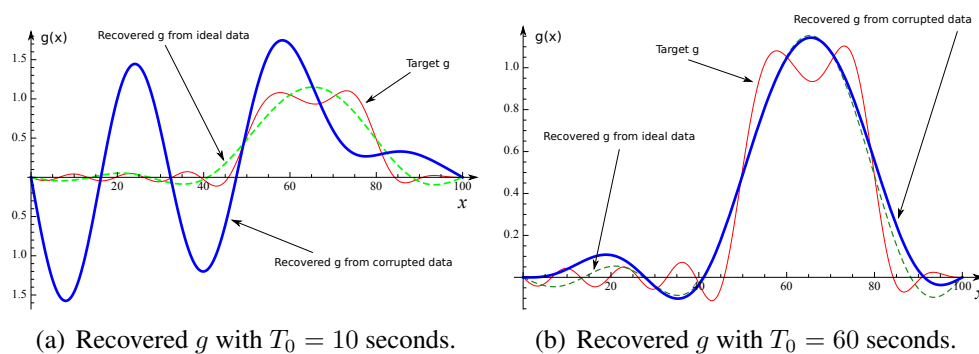 g(x)
Recovered g from ideal data
Target g
1.5
1.0
0.5
20
40
60
80
100
x
0.5
1.0
1.5
Recovered g from corrupted data
(a) Recovered g with T₀ = 10 seconds.
g(x)
Recovered g from corrupted data
Target g
1.0
0.8
0.6
Recovered g from ideal data
0.4
0.2
20
40
60
80
100
(b) Recovered g with T₀ = 60 seconds.